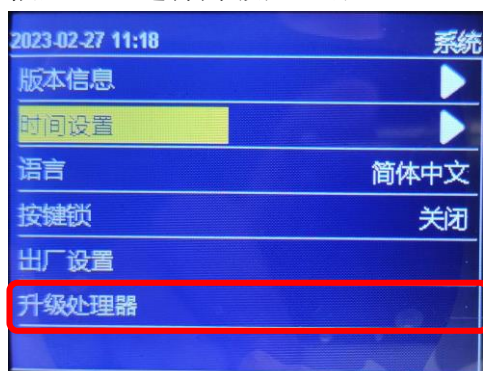 2023-02-27 11:18 系统
版本信息
时间设置
语言 简体中文
按键锁 关闭
出厂设置
升级处理器